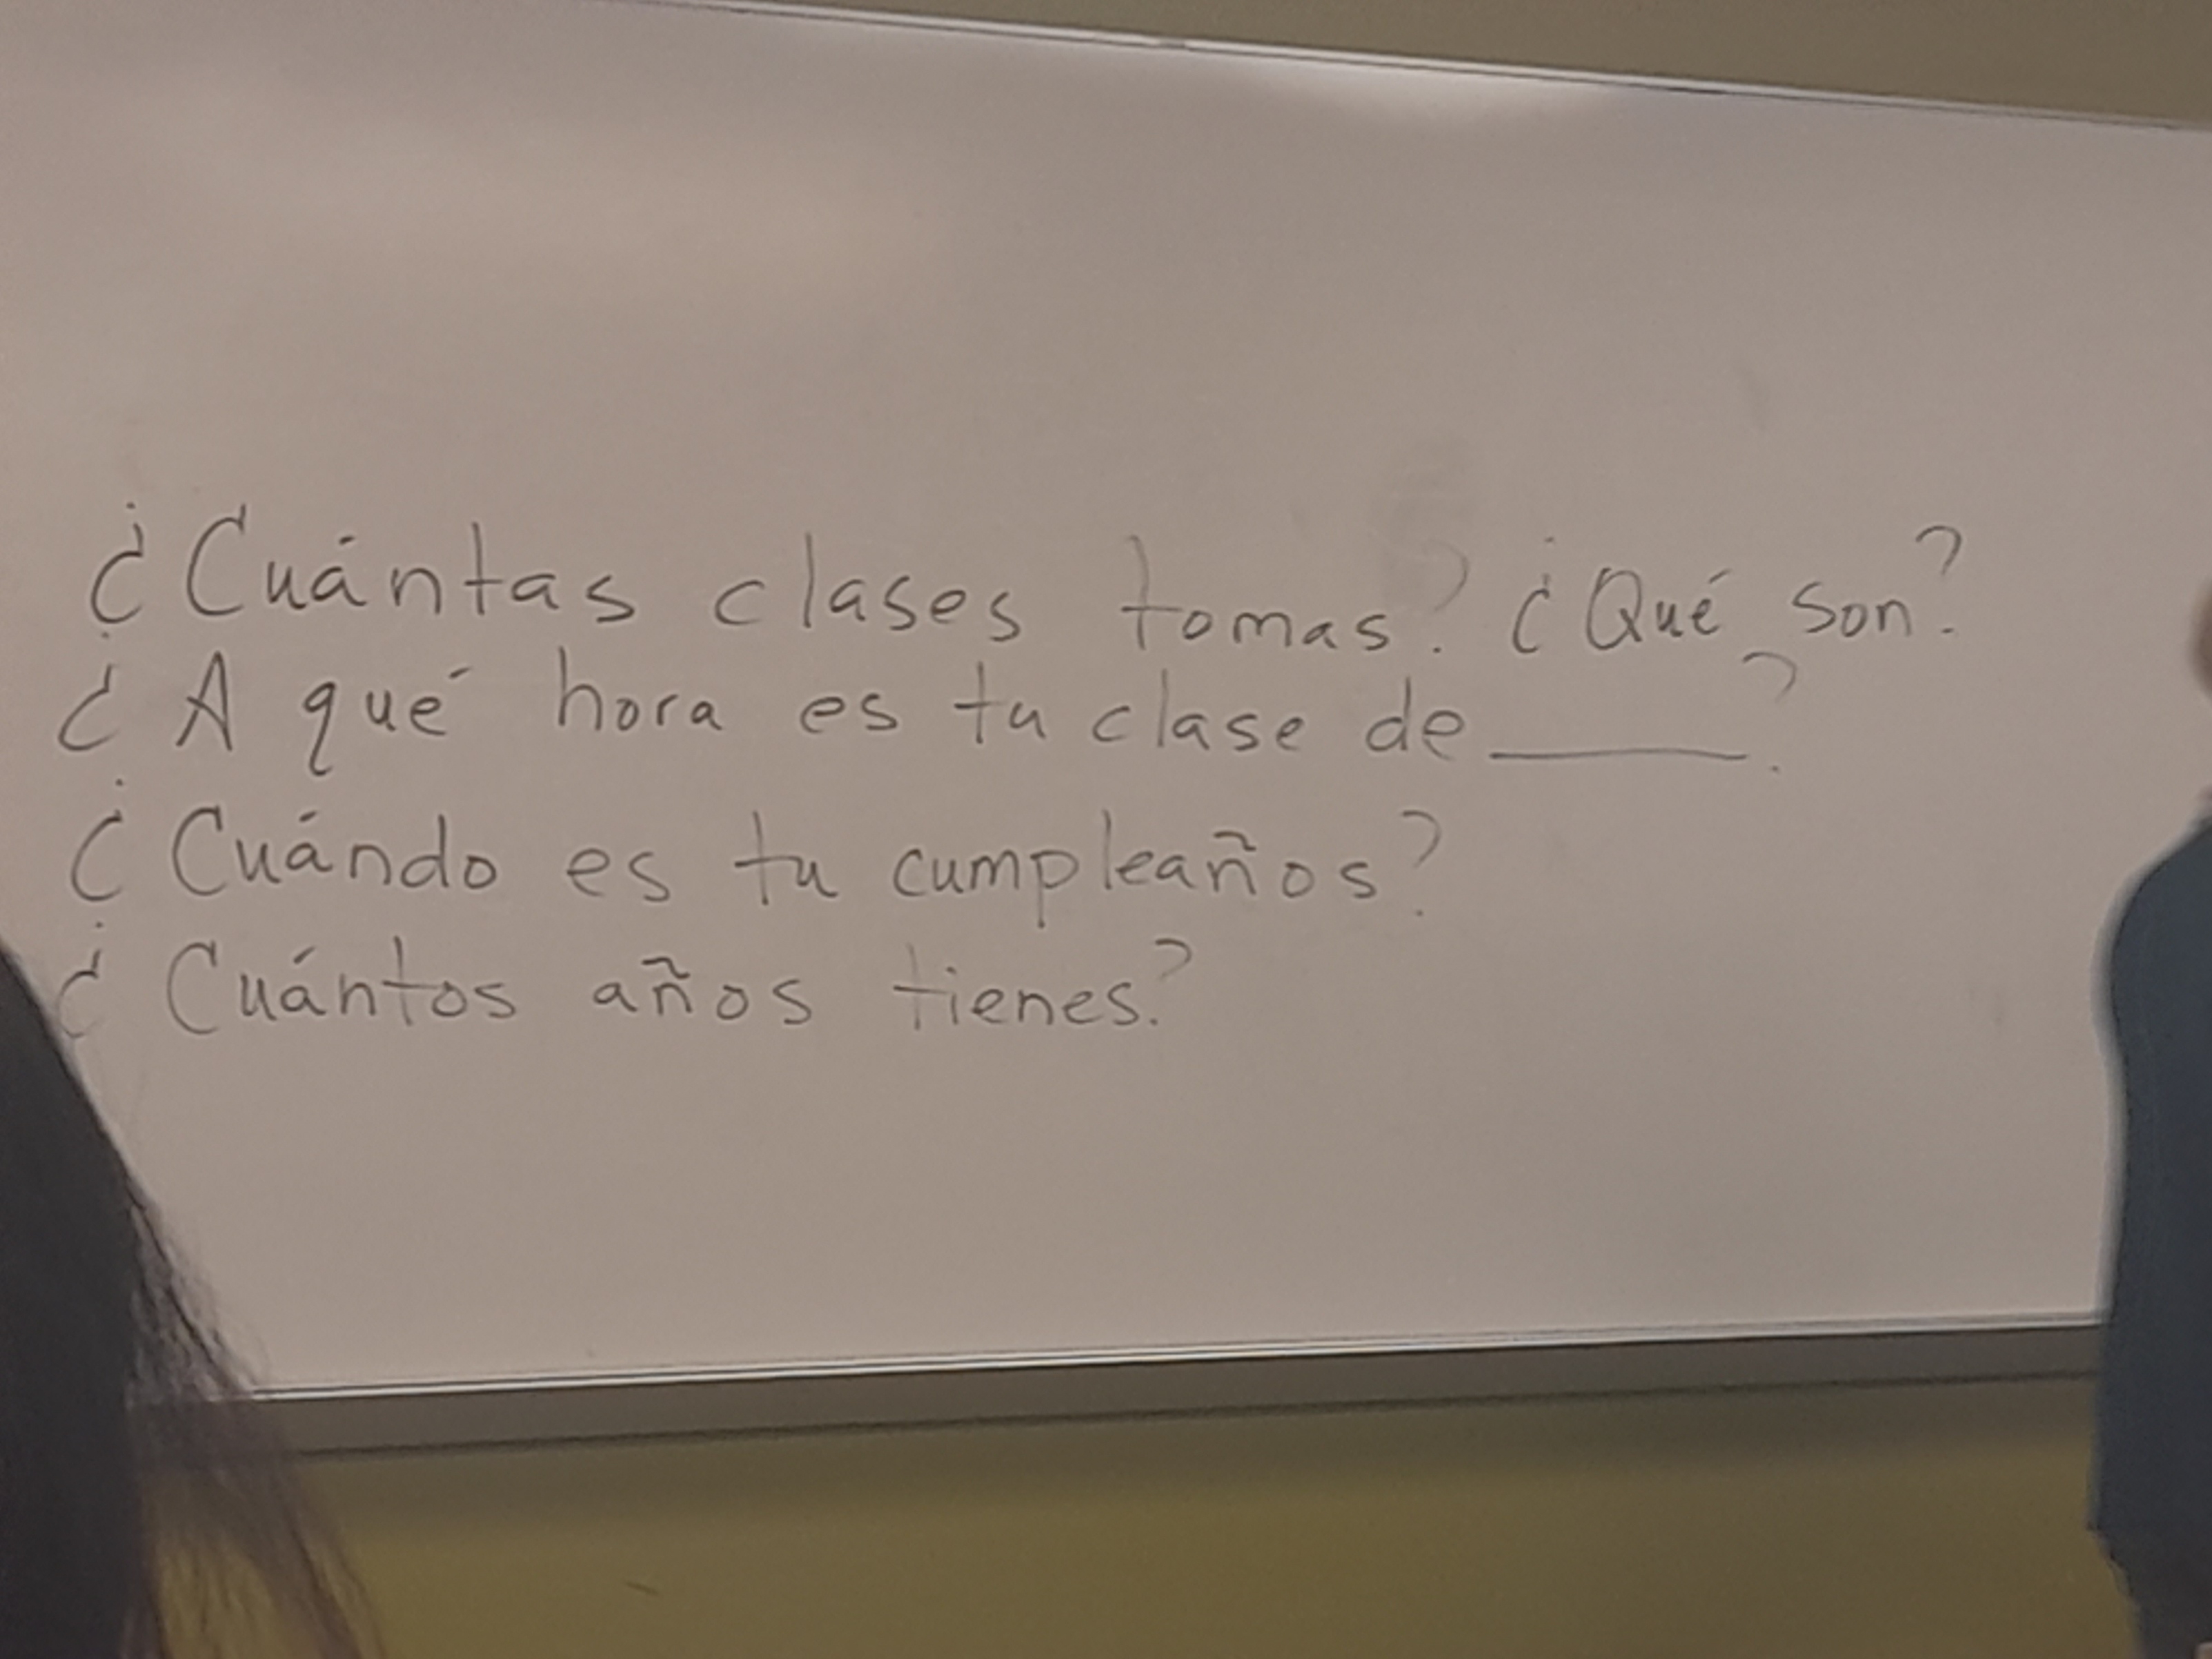 ¿Cuántas clases tomas? ¿Qué son?
¿A qué hora es tu clase de ______?
¿Cuándo es tu cumpleaños?
¿Cuántos años tienes?